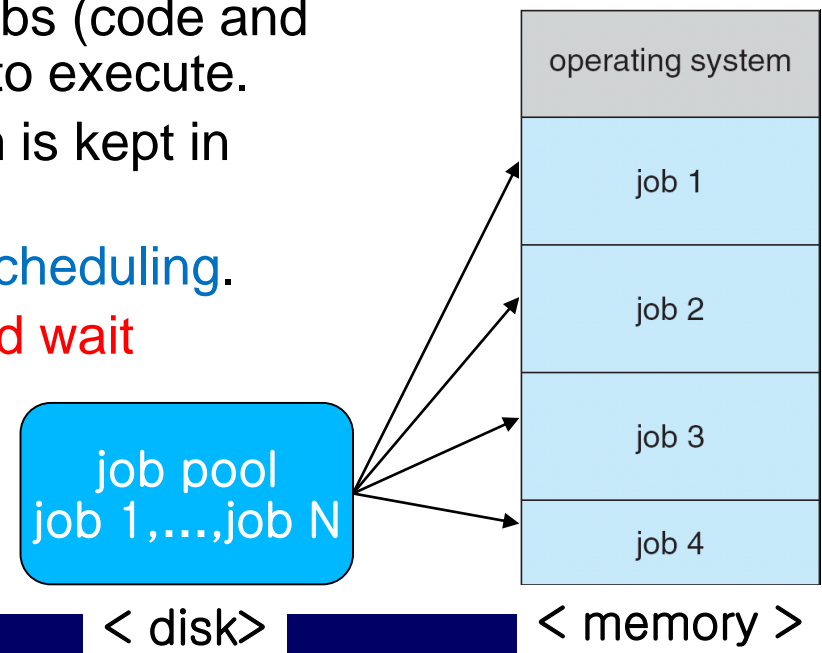 bs (code and
to execute.
is kept in
cheduling.
d wait
job pool
job 1,...,job N
< disk>
operating system
job 1
job 2
job 3
job 4
< memory >